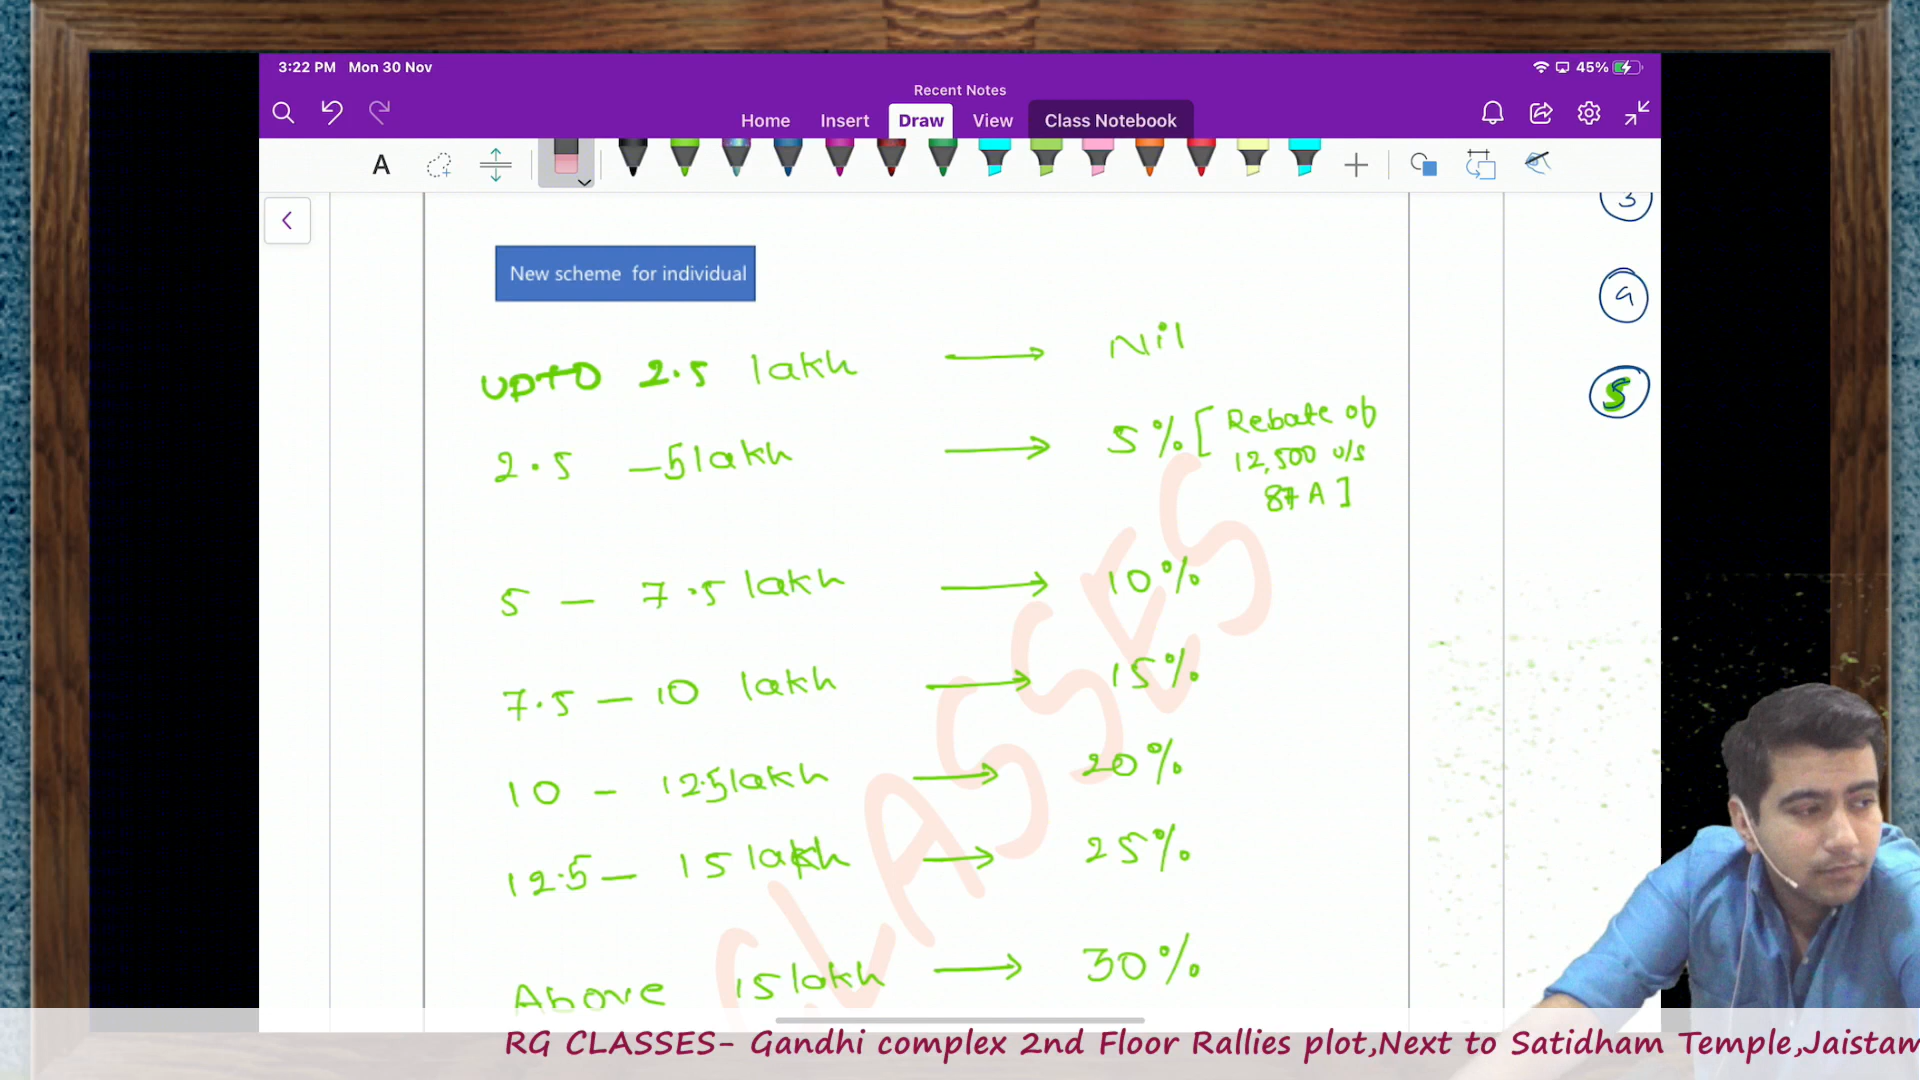 3:22 PM Mon 30 Nov
45%
Recent Notes
Home Insert Draw View Class Notebook
A
3
New scheme for individual
9
UPTO 2.5 lakh → Nil
2.5 – 5 lakh → 5% [ Rebate of
12,500 u/s
87 A ]
5
5 – 7.5 lakh → 10%
7.5 – 10 lakh → 15%
10 – 12.5 lakh → 20%
12.5 – 15 lakh → 25%
Above 15 lakh → 30%
CLASSES
RG CLASSES- Gandhi complex 2nd Floor Rallies plot,Next to Satidham Temple,Jaistam